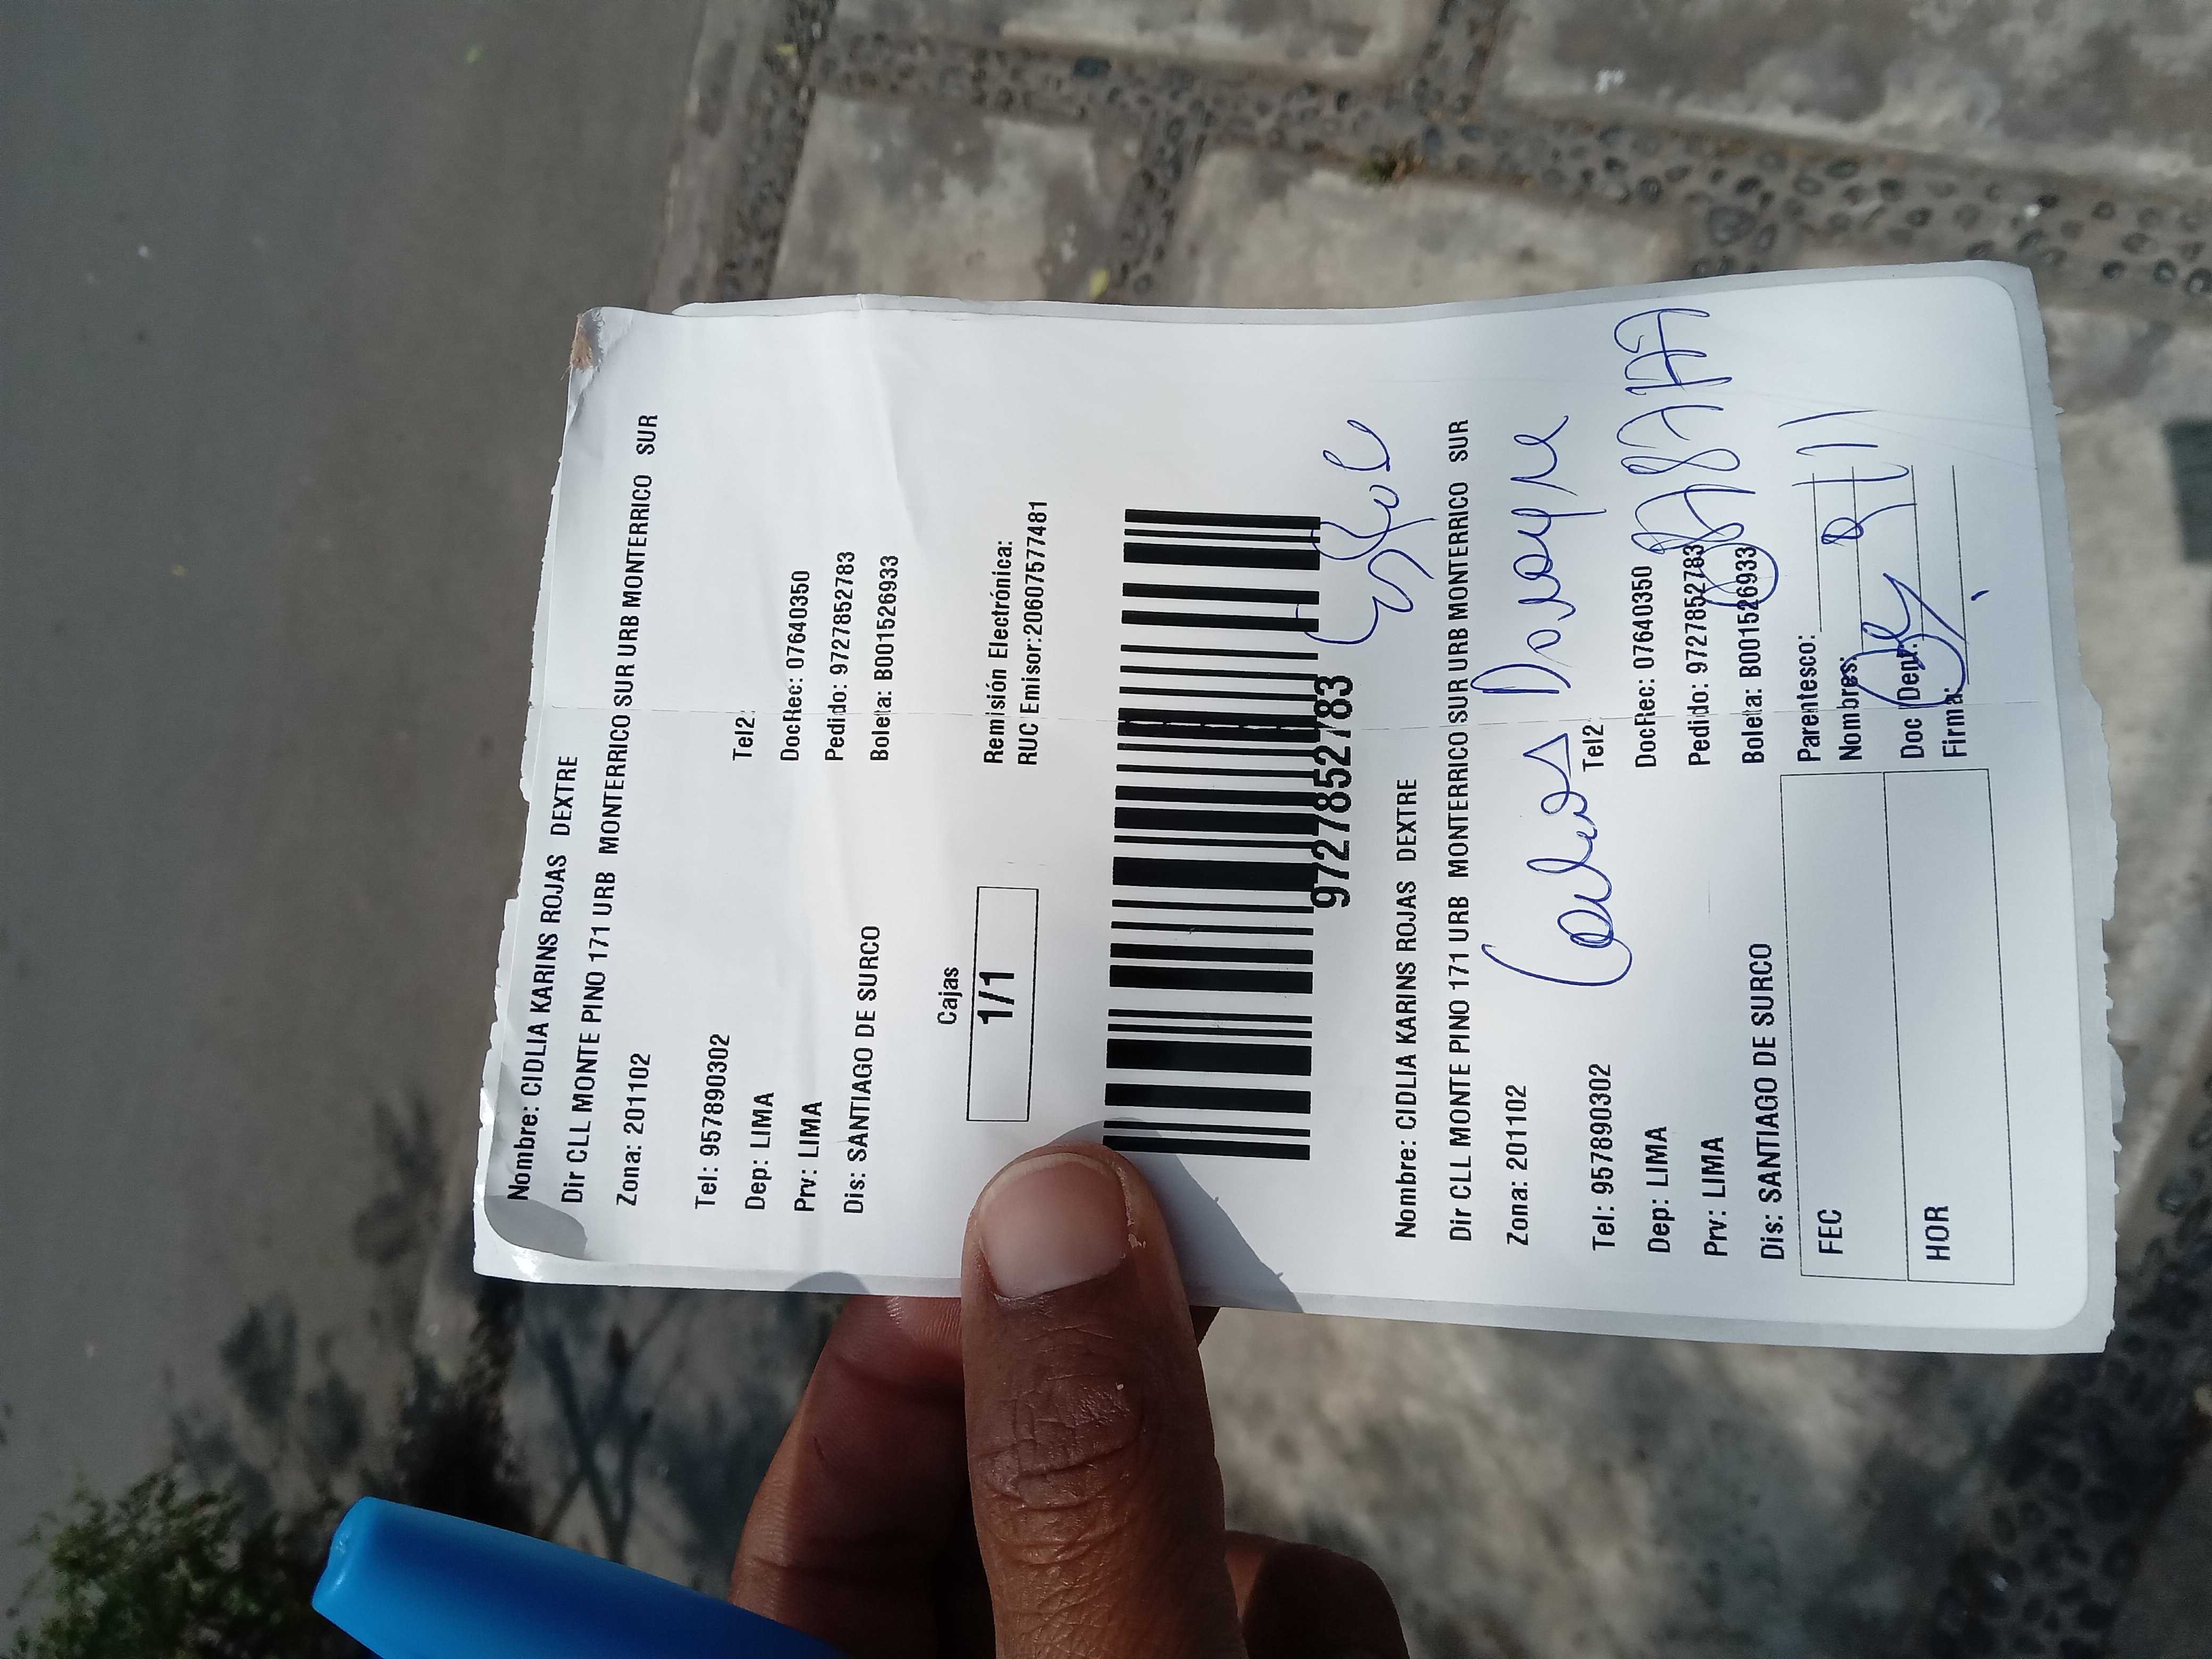 Nombre: CIDLIA KARINS ROJAS DEXTRE
Dir CLL MONTE PINO 171 URB MONTERRICO SUR URB MONTERRICO SUR
Zona: 201102
Tel: 957890302 Tel2:
Dep: LIMA DocRec: 07640350
Prv: LIMA Pedido: 97278852783
Dis: SANTIAGO DE SURCO Boleta: B001526933
Cajas
1/1
Remisión Electrónica:
RUC Emisor:20607577481
97278852783
Nombre: CIDLIA KARINS ROJAS DEXTRE
Dir CLL MONTE PINO 171 URB MONTERRICO SUR URB MONTERRICO SUR
Zona: 201102
Carlos
Tel: 957890302 Tel2
Dep: LIMA DocRec: 07640350
Prv: LIMA Pedido: 97278852783
Dis: SANTIAGO DE SURCO Boleta: B001526933
FEC
HOR
Parentesco:
Nombres:
Doc Dent:
Firma: